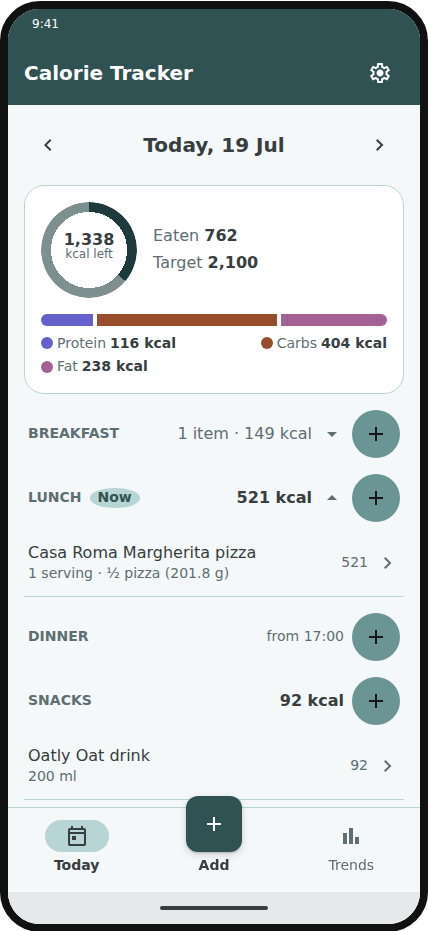 9:41
Calorie Tracker
Today, 19 Jul
1,338
kcal left
Eaten 762
Target 2,100
Protein 116 kcal
Carbs 404 kcal
Fat 238 kcal
BREAKFAST 1 item · 149 kcal
LUNCH Now 521 kcal
Casa Roma Margherita pizza
1 serving · ½ pizza (201.8 g)
521
DINNER from 17:00
SNACKS 92 kcal
Oatly Oat drink
200 ml
92
Today
Add
Trends